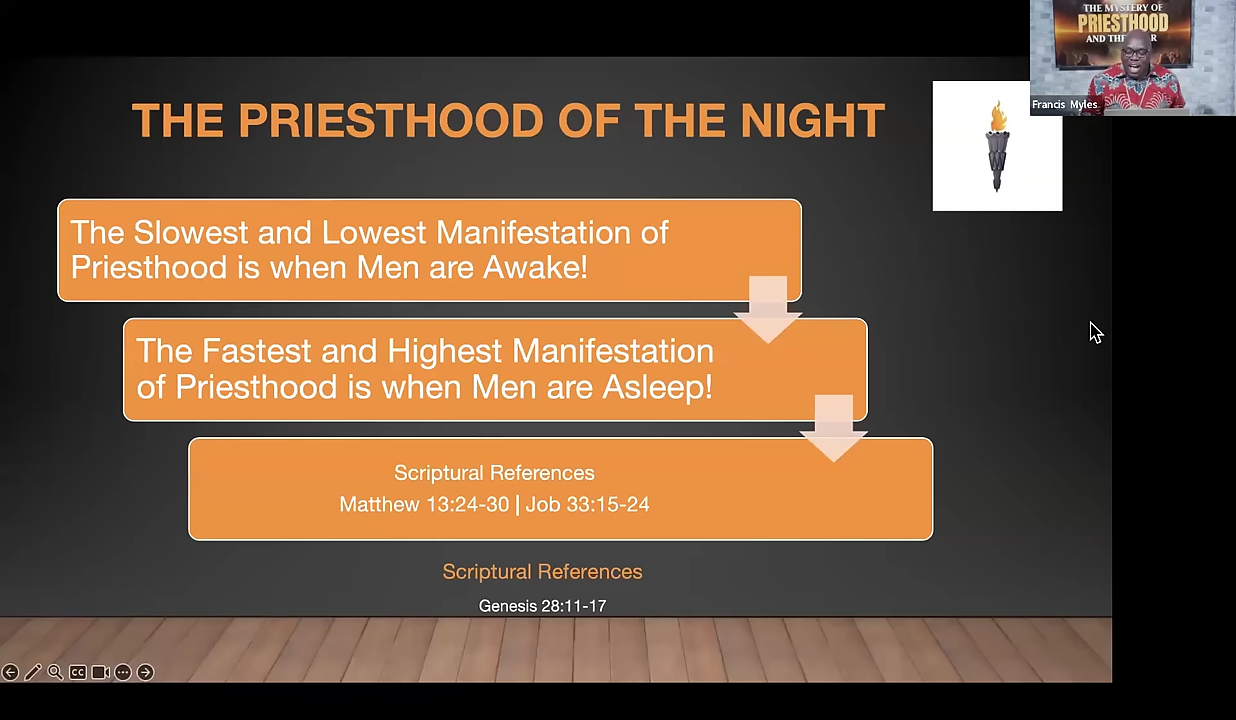 THE MYSTERY OF
PRIESTHOOD
AND THE
Francis Myles
THE PRIESTHOOD OF THE NIGHT
The Slowest and Lowest Manifestation of
Priesthood is when Men are Awake!
The Fastest and Highest Manifestation
of Priesthood is when Men are Asleep!
Scriptural References
Matthew 13:24-30 | Job 33:15-24
Scriptural References
Genesis 28:11-17
CC